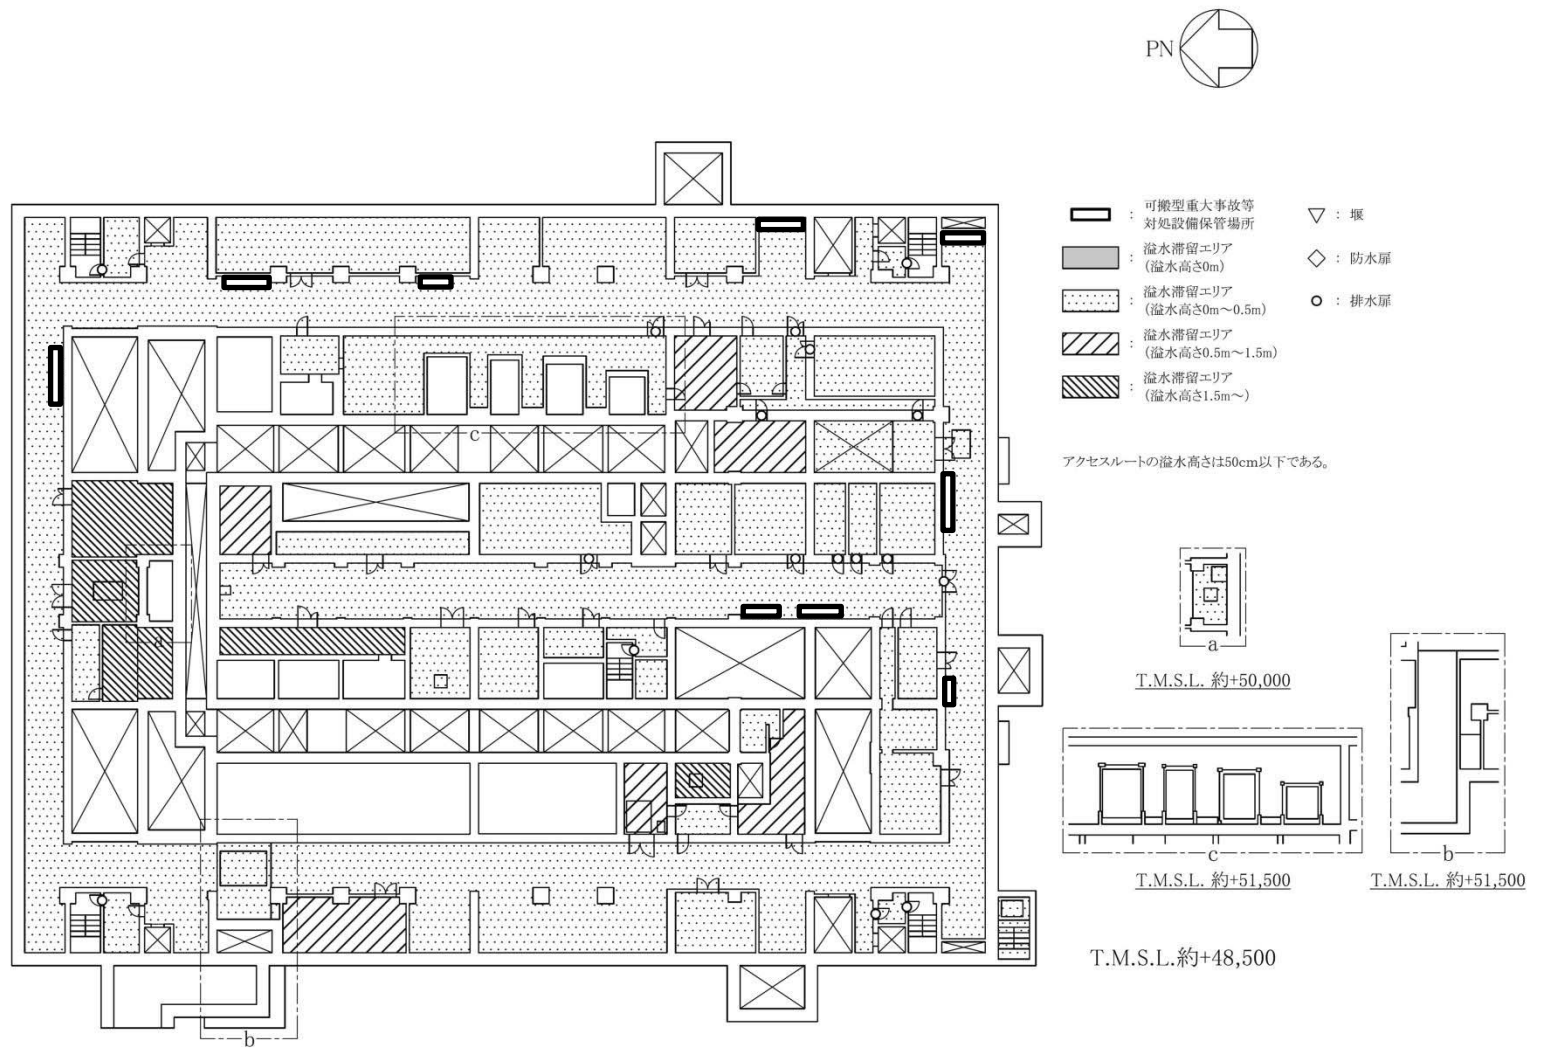 PN
可搬型重大事故等
対処設備保管場所
溢水滞留エリア
(溢水高さ0m)
溢水滞留エリア
(溢水高さ0m～0.5m)
溢水滞留エリア
(溢水高さ0.5m～1.5m)
溢水滞留エリア
(溢水高さ1.5m～)
：堰
：防水扉
：排水扉
アクセスルートの溢水高さは50cm以下である。
c
a
b
a
T.M.S.L. 約+50,000
c
T.M.S.L. 約+51,500
b
T.M.S.L. 約+51,500
T.M.S.L.約+48,500